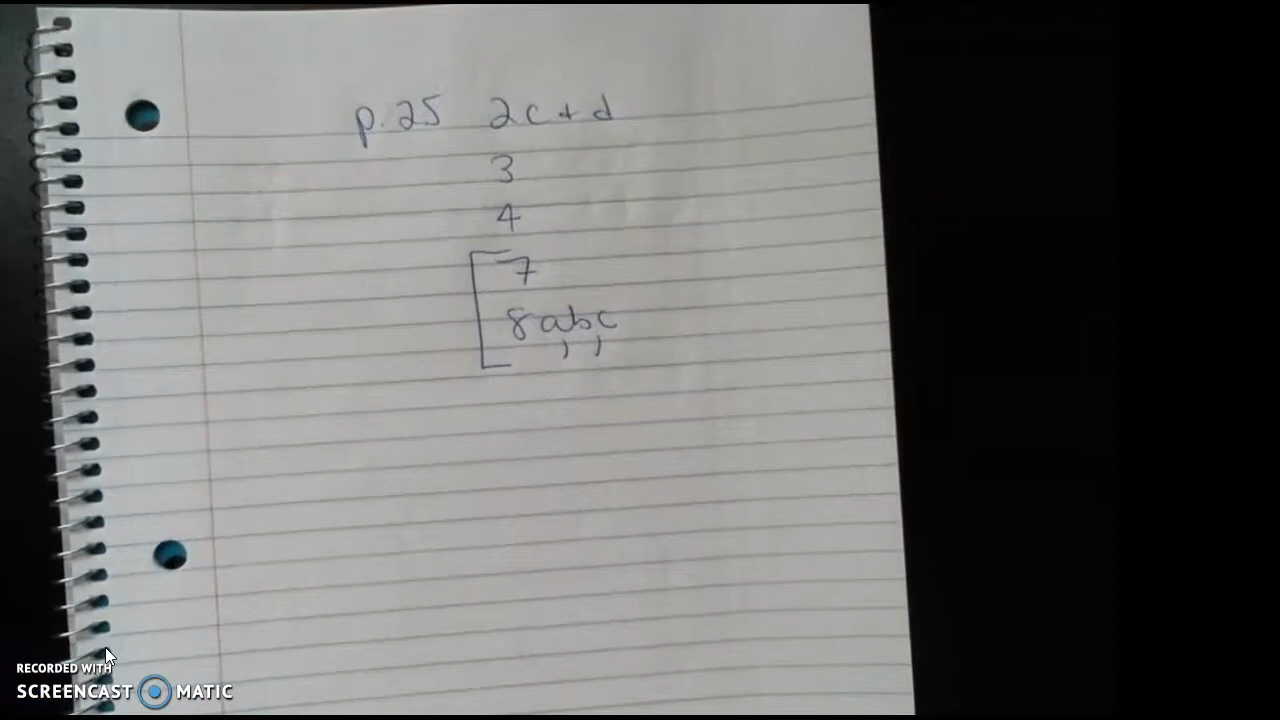 p.25 2c+d
3
4
7
8a,b,c
RECORDED WITH
SCREENCAST MATIC